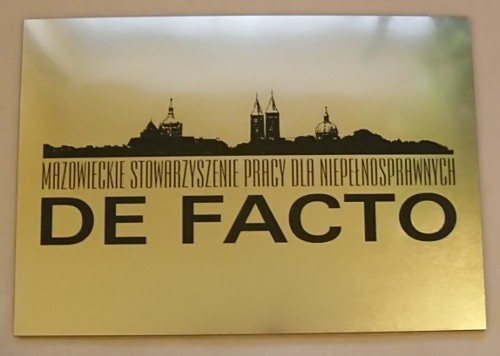 MAZOWIECKIE STOWARZYSZENIE PRACY DLA NIEPEŁNOSPRAWNYCH
DE FACTO